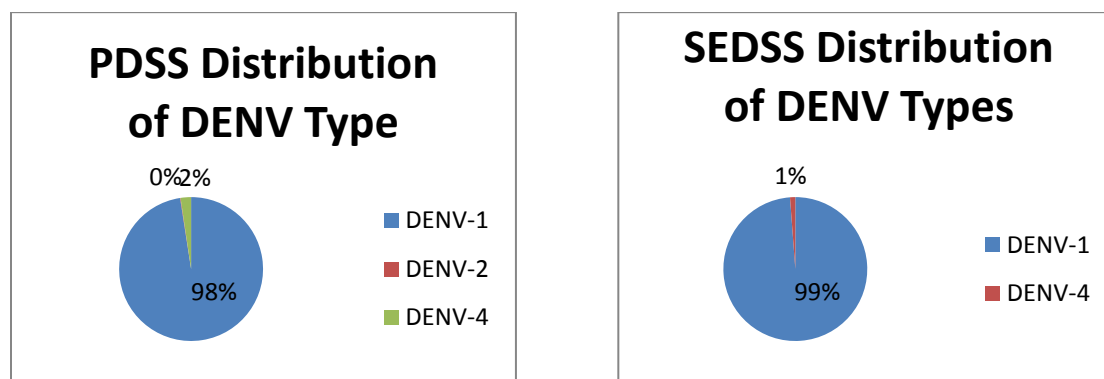 PDSS Distribution
of DENV Type
0% 2%
98%
DENV-1
DENV-2
DENV-4
SEDSS Distribution
of DENV Types
1%
99%
DENV-1
DENV-4